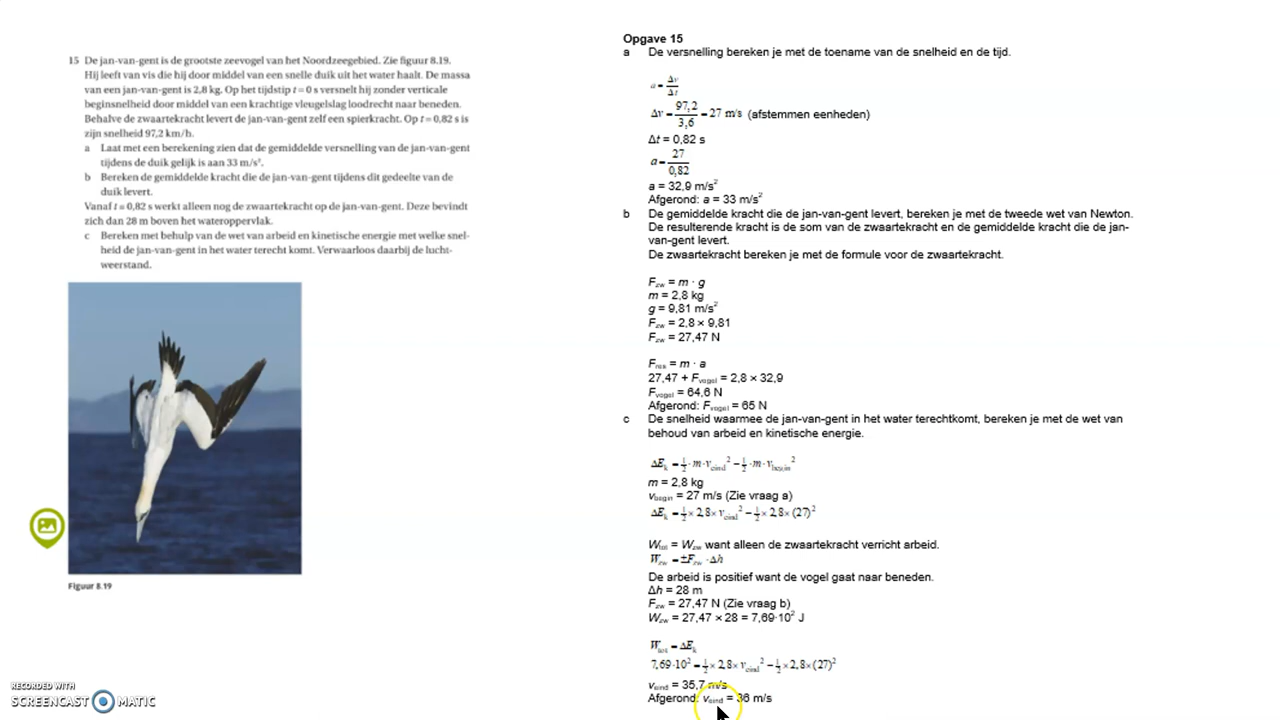 15 De jan-van-gent is de grootste zeevogel van het Noordzeegebied. Zie figuur 8.19.
Hij leeft van vis die hij door middel van een snelle duik uit het water haalt. De massa
van een jan-van-gent is 2,8 kg. Op het tijdstip t = 0 s versnelt hij zonder verticale
beginsnelheid door middel van een krachtige vleugelslag loodrecht naar beneden.
Behalve de zwaartekracht levert de jan-van-gent zelf een spierkracht. Op t = 0,82 s is
zijn snelheid 97,2 km/h.
a Laat met een berekening zien dat de gemiddelde versnelling van de jan-van-gent
tijdens de duik gelijk is aan 33 m/s².
b Bereken de gemiddelde kracht die de jan-van-gent tijdens dit gedeelte van de
duik levert.
Vanaf t = 0,82 s werkt alleen nog de zwaartekracht op de jan-van-gent. Deze bevindt
zich dan 28 m boven het wateroppervlak.
c Bereken met behulp van de wet van arbeid en kinetische energie met welke snel-
heid de jan-van-gent in het water terecht komt. Verwaarloos daarbij de lucht-
weerstand.
Figuur 8.19
RECORDED WITH
SCREENCAST MATIC
Opgave 15
a De versnelling bereken je met de toename van de snelheid en de tijd.
a = Δv/Δt
Δv = 97,2/3,6 = 27 m/s (afstemmen eenheden)
Δt = 0,82 s
a = 27/0,82
a = 32,9 m/s²
Afgerond: a = 33 m/s²
b De gemiddelde kracht die de jan-van-gent levert, bereken je met de tweede wet van Newton.
De resulterende kracht is de som van de zwaartekracht en de gemiddelde kracht die de jan-
van-gent levert.
De zwaartekracht bereken je met de formule voor de zwaartekracht.
Fzw = m · g
m = 2,8 kg
g = 9,81 m/s²
Fzw = 2,8 × 9,81
Fzw = 27,47 N
Fres = m · a
27,47 + Fvogel = 2,8 × 32,9
Fvogel = 64,6 N
Afgerond: Fvogel = 65 N
c De snelheid waarmee de jan-van-gent in het water terechtkomt, bereken je met de wet van
behoud van arbeid en kinetische energie.
ΔEk = ½ · m · veind² − ½ · m · vbegin²
m = 2,8 kg
vbegin = 27 m/s (Zie vraag a)
ΔEk = ½ × 2,8 × veind² − ½ × 2,8 × (27)²
Wtot = Wzw want alleen de zwaartekracht verricht arbeid.
Wzw = ±Fzw · Δh
De arbeid is positief want de vogel gaat naar beneden.
Δh = 28 m
Fzw = 27,47 N (Zie vraag b)
Wzw = 27,47 × 28 = 7,69·10² J
Wtot = ΔEk
7,69·10² = ½ × 2,8 × veind² − ½ × 2,8 × (27)²
veind = 35,7 m/s
Afgerond: veind = 36 m/s